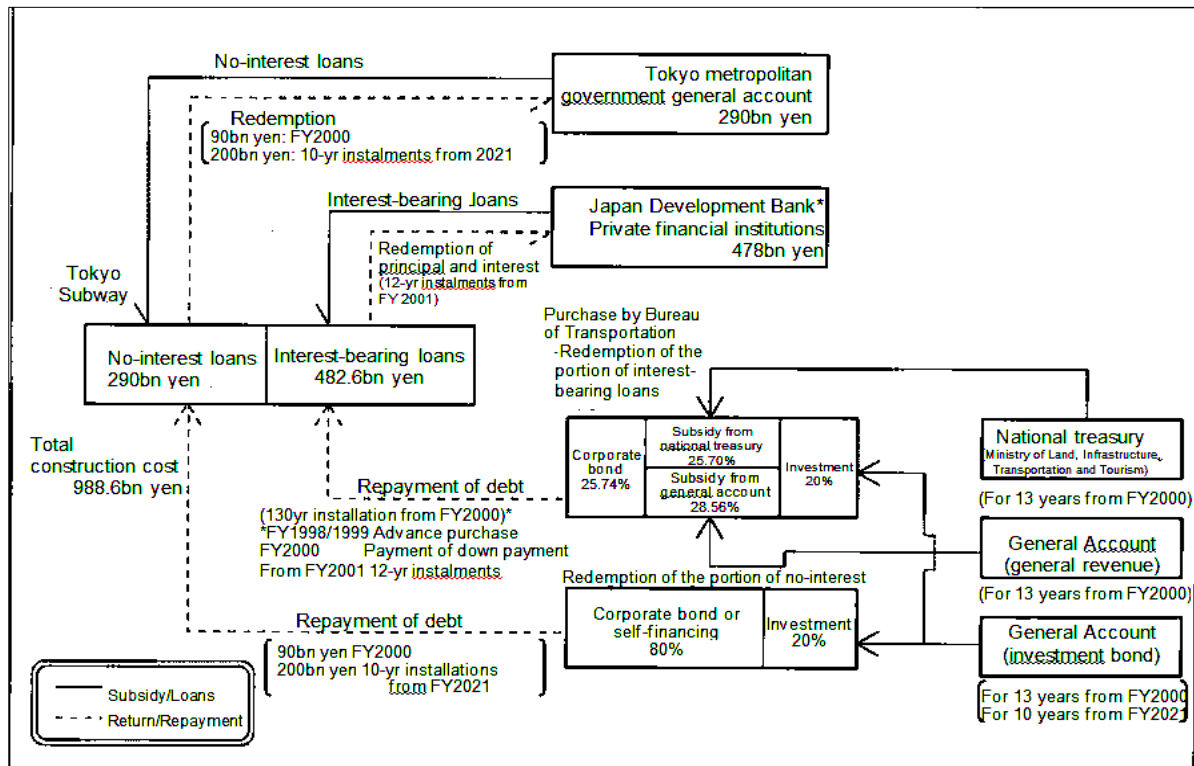 No-interest loans
Tokyo metropolitan
government general account
290bn yen
Redemption
90bn yen: FY2000
200bn yen: 10-yr instalments from 2021
Interest-bearing Loans
Japan Development Bank*
Private financial institutions
478bn yen
Redemption of
principal and interest
(12-yr instalments from
FY 2001)
Tokyo
Subway
No-interest loans
290bn yen
Interest-bearing loans
482.6bn yen
Purchase by Bureau
of Transportation
-Redemption of the
portion of interest-
bearing loans
Corporate
bond
25.74%
Subsidy from
national treasury
25.70%
Subsidy from
general account
28.56%
Investment
20%
National treasury
Ministry of Land, Infrastructure,
Transportation and Tourism)
(For 13 years from FY2000)
Total
construction cost
988.6bn yen
Repayment of debt
(130yr installation from FY2000)*
*FY1998/1999 Advance purchase
FY2000 Payment of down payment
From FY2001 12-yr instalments
General Account
(general revenue)
(For 13 years from FY2000)
Redemption of the portion of no-interest
Corporate bond or
self-financing
80%
Investment
20%
General Account
(investment bond)
(For 13 years from FY2000
For 10 years from FY2021)
Repayment of debt
90bn yen FY2000
200bn yen 10-yr installations
from FY2021
Subsidy/Loans
Return/Repayment